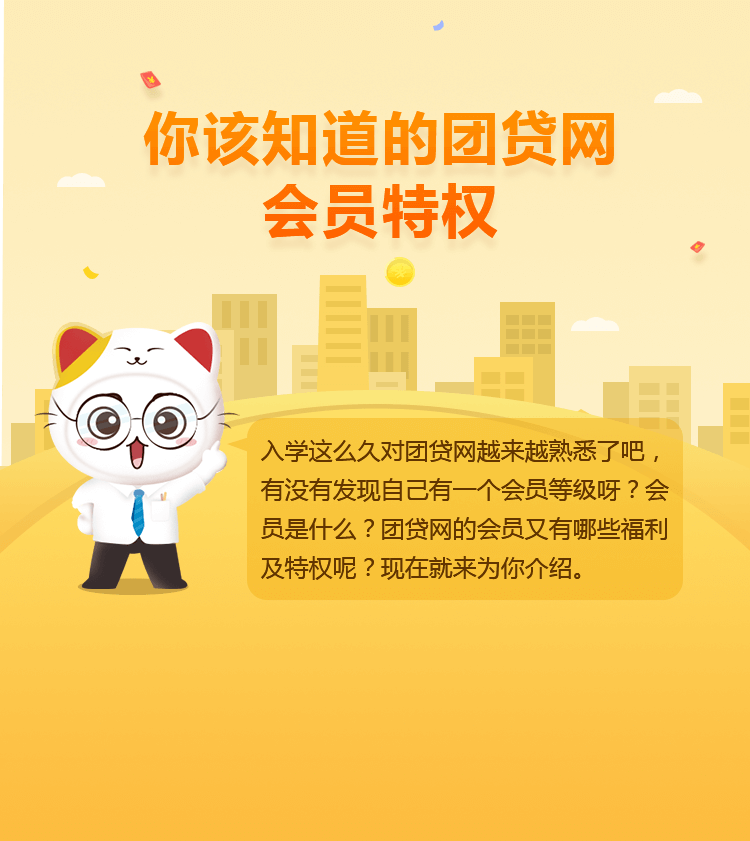 你该知道的团贷网
会员特权
入学这么久对团贷网越来越熟悉了吧，
有没有发现自己有一个会员等级呀？会
员是什么？团贷网的会员又有哪些福利
及特权呢？现在就来为你介绍。